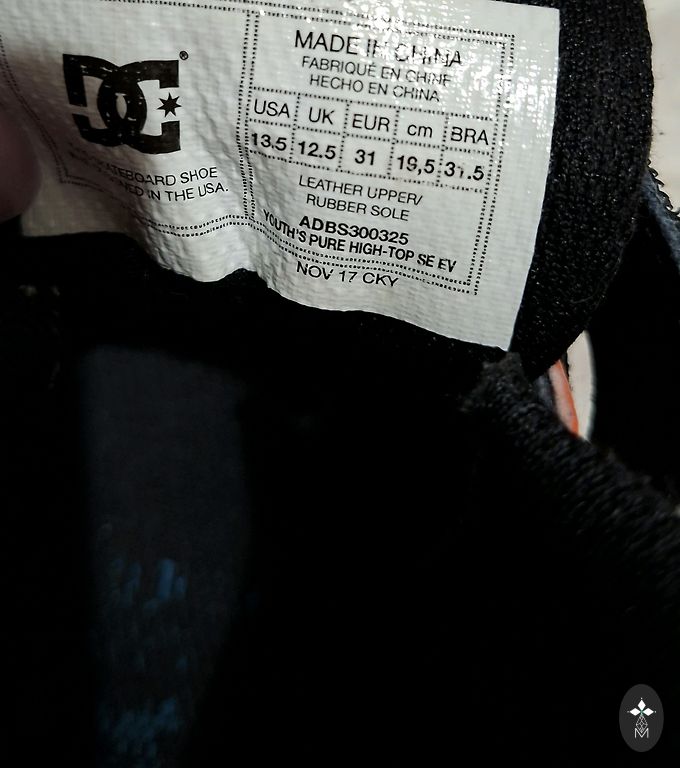 DC®
SKATEBOARD SHOE
IN THE USA.
MADE IN CHINA
FABRIQUÉ EN CHINE
HECHO EN CHINA
USA UK EUR cm BRA
13.5 12.5 31 19,5 31.5
LEATHER UPPER/
RUBBER SOLE
ADBS300325
YOUTH'S PURE HIGH-TOP SE EV
NOV 17 CKY
M